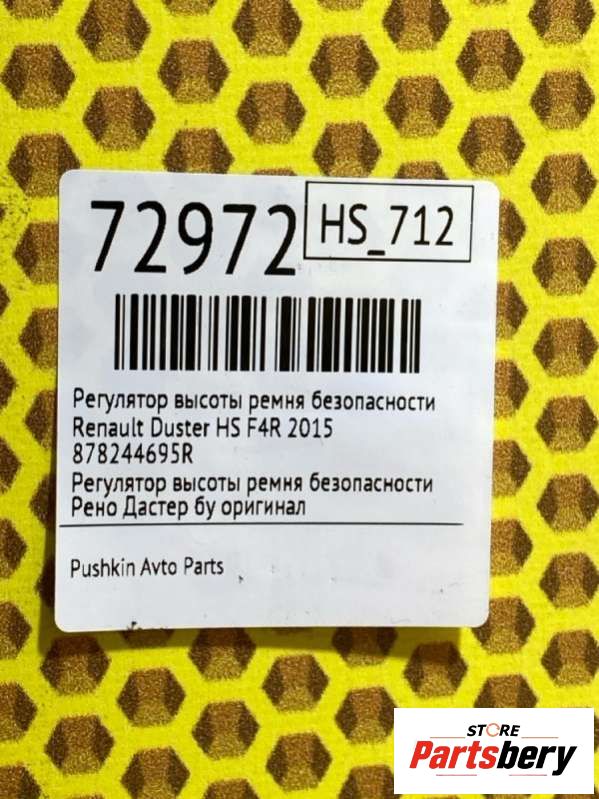 72972
HS_712
Регулятор высоты ремня безопасности
Renault Duster HS F4R 2015
878244695R
Регулятор высоты ремня безопасности
Рено Дастер бу оригинал
Pushkin Avto Parts
STORE
Partsbery